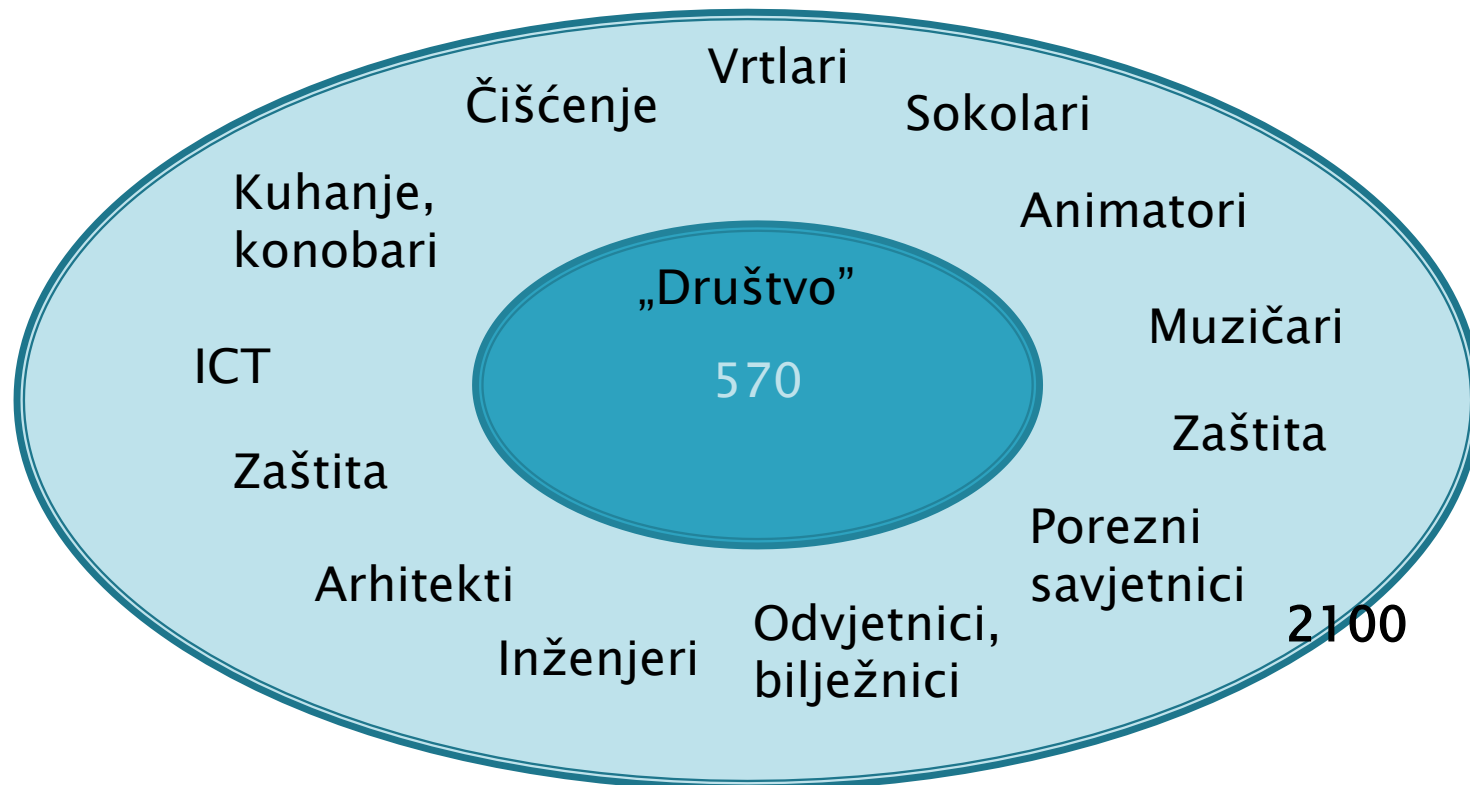 Vrtlari
Čišćenje
Sokolari
Kuhanje,
konobari
Animatori
„Društvo”
Muzičari
ICT
570
Zaštita
Zaštita
Porezni
savjetnici
Arhitekti
2100
Odvjetnici,
bilježnici
Inženjeri